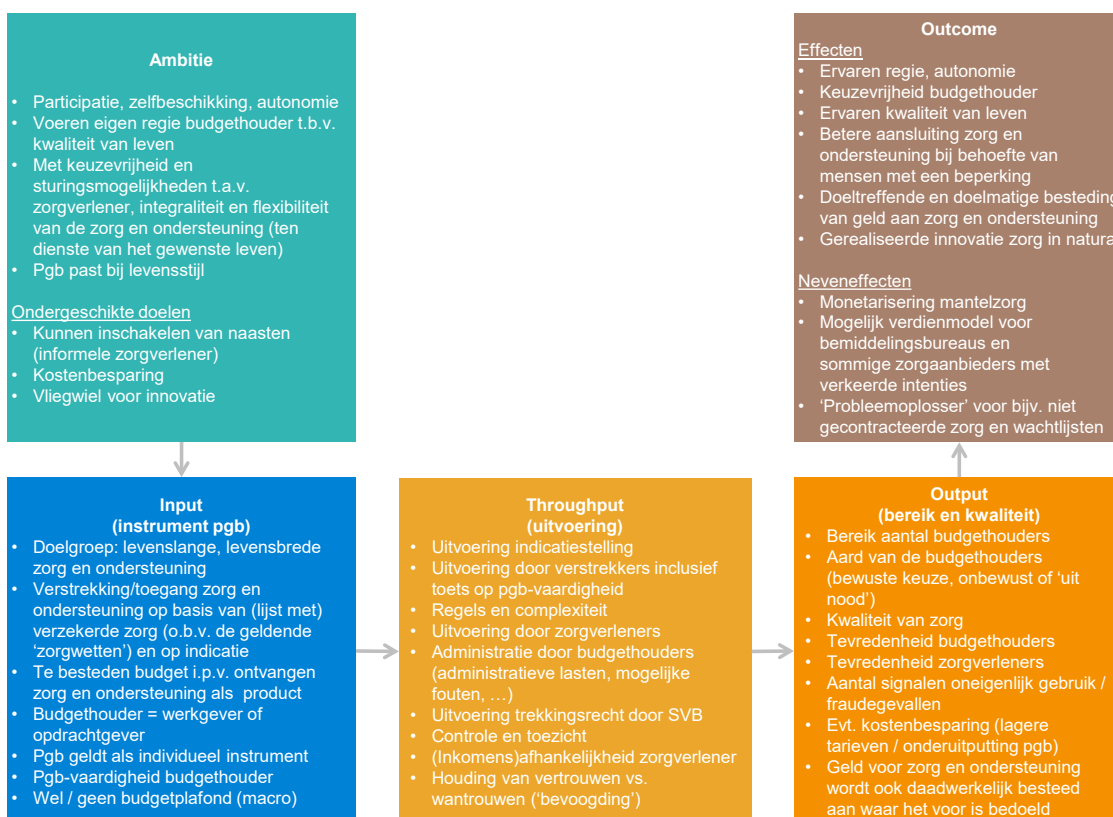 Ambitie
• Participatie, zelfbeschikking, autonomie
• Voeren eigen regie budgethouder t.b.v.
kwaliteit van leven
• Met keuzevrijheid en
sturingsmogelijkheden t.a.v.
zorgverlener, integraliteit en flexibiliteit
van de zorg en ondersteuning (ten
dienste van het gewenste leven)
• Pgb past bij levensstijl
Ondergeschikte doelen
• Kunnen inschakelen van naasten
(informele zorgverlener)
• Kostenbesparing
• Vliegwiel voor innovatie
Input
(instrument pgb)
• Doelgroep: levenslange, levensbrede
zorg en ondersteuning
• Verstrekking/toegang zorg en
ondersteuning op basis van (lijst met)
verzekerde zorg (o.b.v. de geldende
‘zorgwetten’) en op indicatie
• Te besteden budget i.p.v. ontvangen
zorg en ondersteuning als product
• Budgethouder = werkgever of
opdrachtgever
• Pgb geldt als individueel instrument
• Pgb-vaardigheid budgethouder
• Wel / geen budgetplafond (macro)
Throughput
(uitvoering)
• Uitvoering indicatiestelling
• Uitvoering door verstrekkers inclusief
toets op pgb-vaardigheid
• Regels en complexiteit
• Uitvoering door zorgverleners
• Administratie door budgethouders
(administratieve lasten, mogelijke
fouten, …)
• Uitvoering trekkingsrecht door SVB
• Controle en toezicht
• (Inkomens)afhankelijkheid zorgverlener
• Houding van vertrouwen vs.
wantrouwen (‘bevoogding’)
Output
(bereik en kwaliteit)
• Bereik aantal budgethouders
• Aard van de budgethouders
(bewuste keuze, onbewust of ‘uit
nood’)
• Kwaliteit van zorg
• Tevredenheid budgethouders
• Tevredenheid zorgverleners
• Aantal signalen oneigenlijk gebruik /
fraudegevallen
• Evt. kostenbesparing (lagere
tarieven / onderuitputting pgb)
• Geld voor zorg en ondersteuning
wordt ook daadwerkelijk besteed
aan waar het voor is bedoeld
Outcome
Effecten
• Ervaren regie, autonomie
• Keuzevrijheid budgethouder
• Ervaren kwaliteit van leven
• Betere aansluiting zorg en
ondersteuning bij behoefte van
mensen met een beperking
• Doeltreffende en doelmatige besteding
van geld aan zorg en ondersteuning
• Gerealiseerde innovatie zorg in natura
Neveneffecten
• Monetarisering mantelzorg
• Mogelijk verdienmodel voor
bemiddelingsbureaus en
sommige zorgaanbieders met
verkeerde intenties
• ‘Probleemoplosser’ voor bijv. niet
gecontracteerde zorg en wachtlijsten